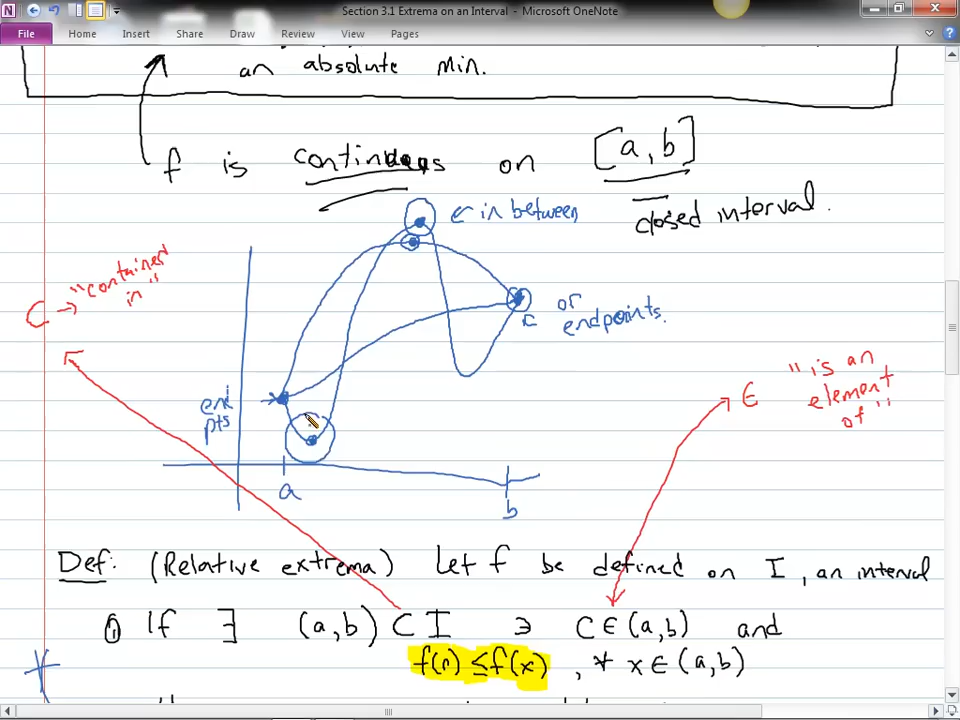 Section 3.1 Extrema on an Interval - Microsoft OneNote
File Home Insert Share Draw Review View Pages
an absolute min.
f is continuous on [a,b]
closed interval.
← in between
⊂ → "contained in"
or endpoints.
"is an element of"
∈
end pts
a
b
Def: (Relative extrema) Let f be defined on I, an interval
① If ∃ (a,b) ⊂ I ∋ c ∈ (a,b) and
≤ f(x), ∀ x ∈ (a,b)